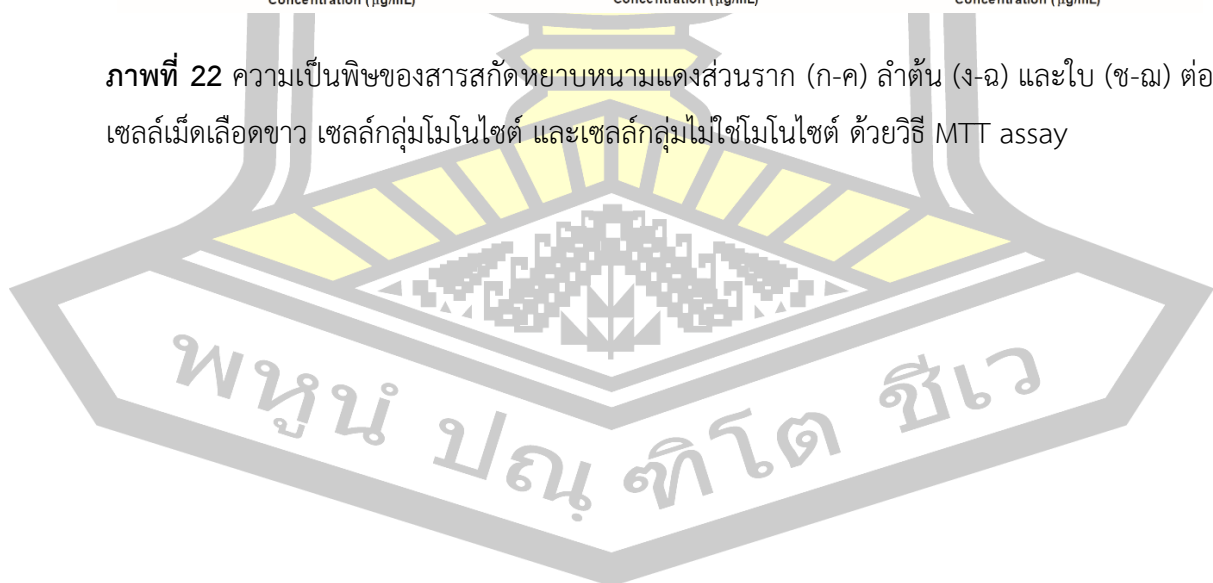 Concentration (µg/mL) Concentration (µg/mL) Concentration (µg/mL)
ภาพที่ 22 ความเป็นพิษของสารสกัดหยาบหนามแดงส่วนราก (ก-ค) ลำต้น (ง-ฉ) และใบ (ช-ฌ) ต่อ
เซลล์เม็ดเลือดขาว เซลล์กลุ่มโมโนไซต์ และเซลล์กลุ่มไม่ใช่โมโนไซต์ ด้วยวิธี MTT assay
พหูนํ ปณฺฑิโต ชีเว